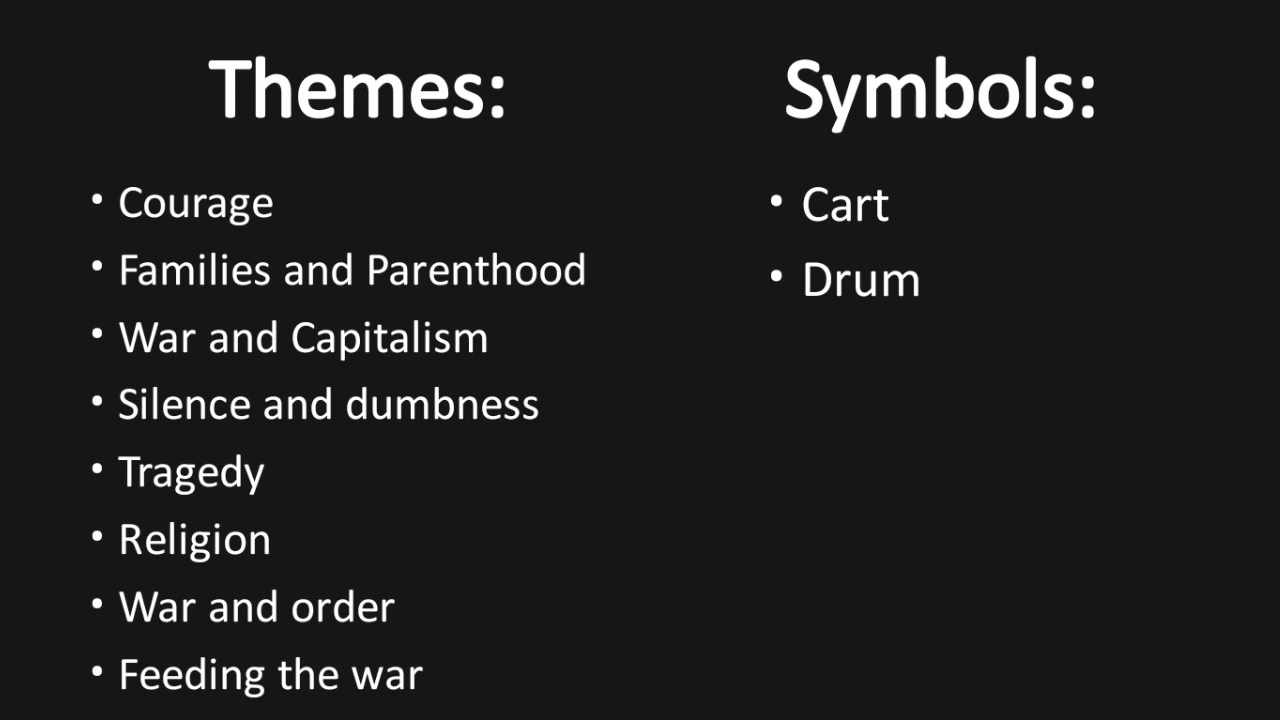 Themes:
• Courage
• Families and Parenthood
• War and Capitalism
• Silence and dumbness
• Tragedy
• Religion
• War and order
• Feeding the war
Symbols:
• Cart
• Drum